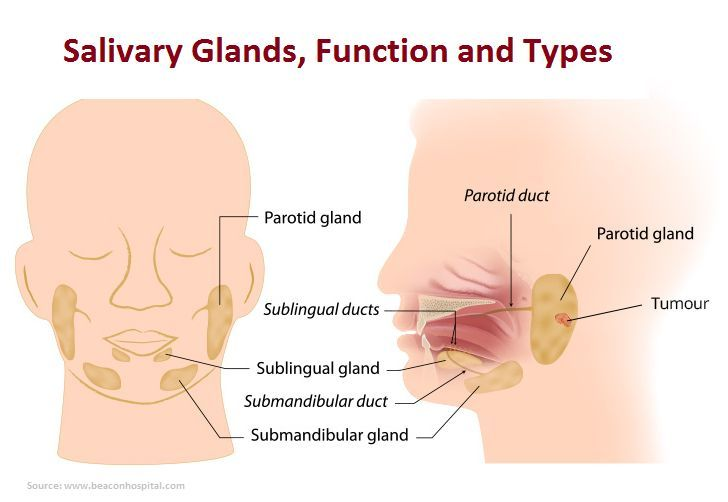 Salivary Glands, Function and Types
Parotid duct
Parotid gland
Parotid gland
Tumour
Sublingual ducts
Sublingual gland
Submandibular duct
Submandibular gland
Source: www.beaconhospital.com